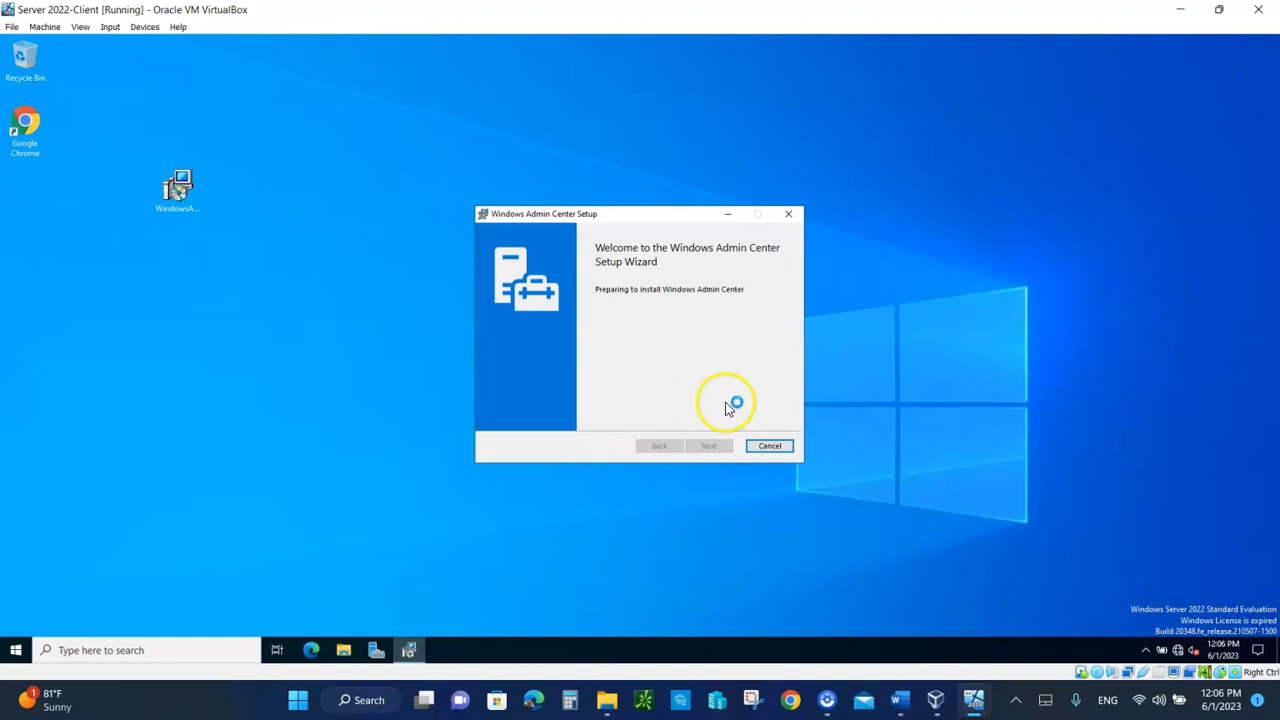 Server 2022-Client [Running] - Oracle VM VirtualBox
File Machine View Input Devices Help
Recycle Bin
Google
Chrome
WindowsA...
Windows Admin Center Setup
Welcome to the Windows Admin Center
Setup Wizard
Preparing to install Windows Admin Center
Back Next Cancel
Windows Server 2022 Standard Evaluation
Windows License is expired
Build 20348.fe_release.210507-1500
Type here to search
12:06 PM
6/1/2023
Right Ctrl
1
81°F
Sunny
Search
2019
ENG
12:06 PM
6/1/2023
1